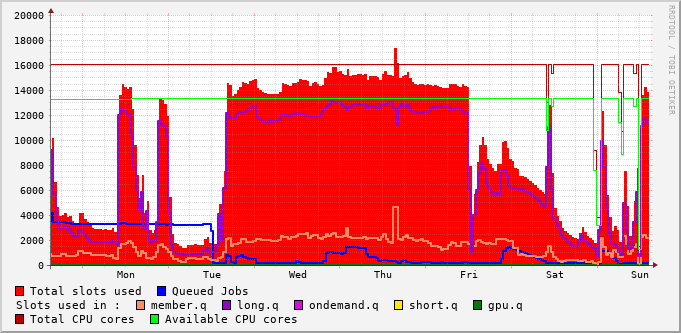 20000
18000
16000
14000
12000
10000
8000
6000
4000
2000
0
Mon Tue Wed Thu Fri Sat Sun
Total slots used Queued Jobs
Slots used in : member.q long.q ondemand.q short.q gpu.q
Total CPU cores Available CPU cores
RRDTOOL / TOBI OETIKER